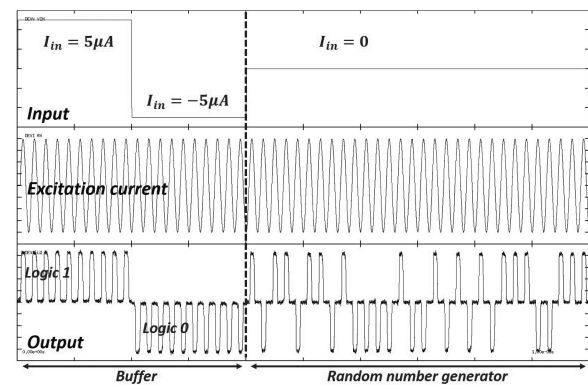 I_in = 5μA
I_in = −5μA
I_in = 0
Input
Excitation current
Logic 1
Logic 0
Output
Buffer
Random number generator